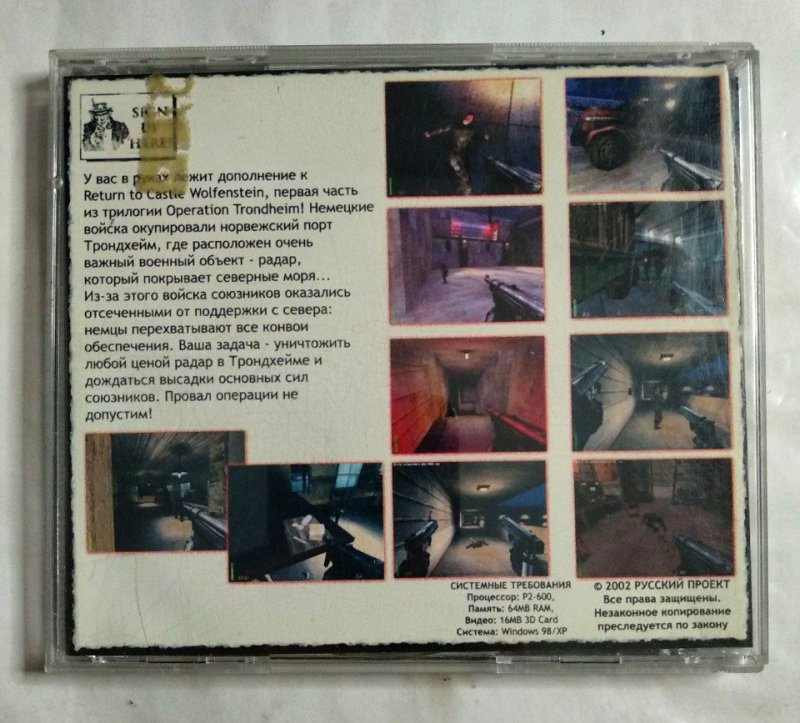 SIGN
UP
HERE!
У вас в руках лежит дополнение к
Return to Castle Wolfenstein, первая часть
из трилогии Operation Trondheim! Немецкие
войска окупировали норвежский порт
Трондхейм, где расположен очень
важный военный объект - радар,
который покрывает северные моря...
Из-за этого войска союзников оказались
отсеченными от поддержки с севера:
немцы перехватывают все конвои
обеспечения. Ваша задача - уничтожить
любой ценой радар в Трондхейме и
дождаться высадки основных сил
союзников. Провал операции не
допустим!
СИСТЕМНЫЕ ТРЕБОВАНИЯ
Процессор: P2-600,
Память: 64MB RAM,
Видео: 16MB 3D Card
Система: Windows 98/XP
© 2002 РУССКИЙ ПРОЕКТ
Все права защищены.
Незаконное копирование
преследуется по закону